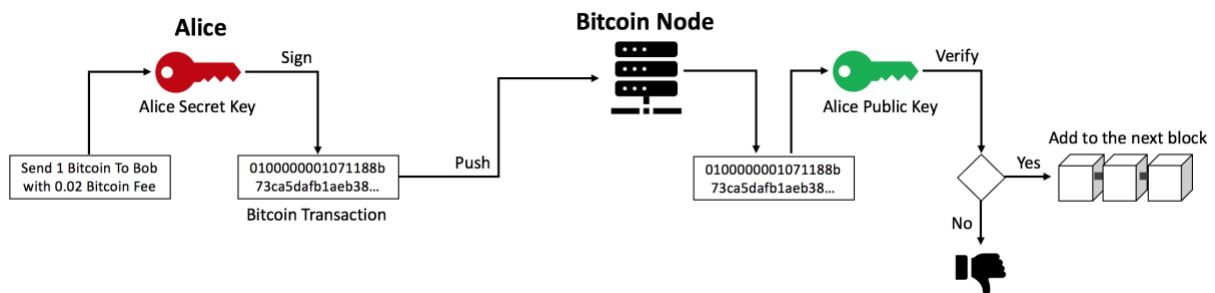 Alice
Sign
Alice Secret Key
Send 1 Bitcoin To Bob
with 0.02 Bitcoin Fee
0100000001071188b
73ca5dafb1aeb38...
Bitcoin Transaction
Push
Bitcoin Node
0100000001071188b
73ca5dafb1aeb38...
Alice Public Key
Verify
Yes
Add to the next block
No